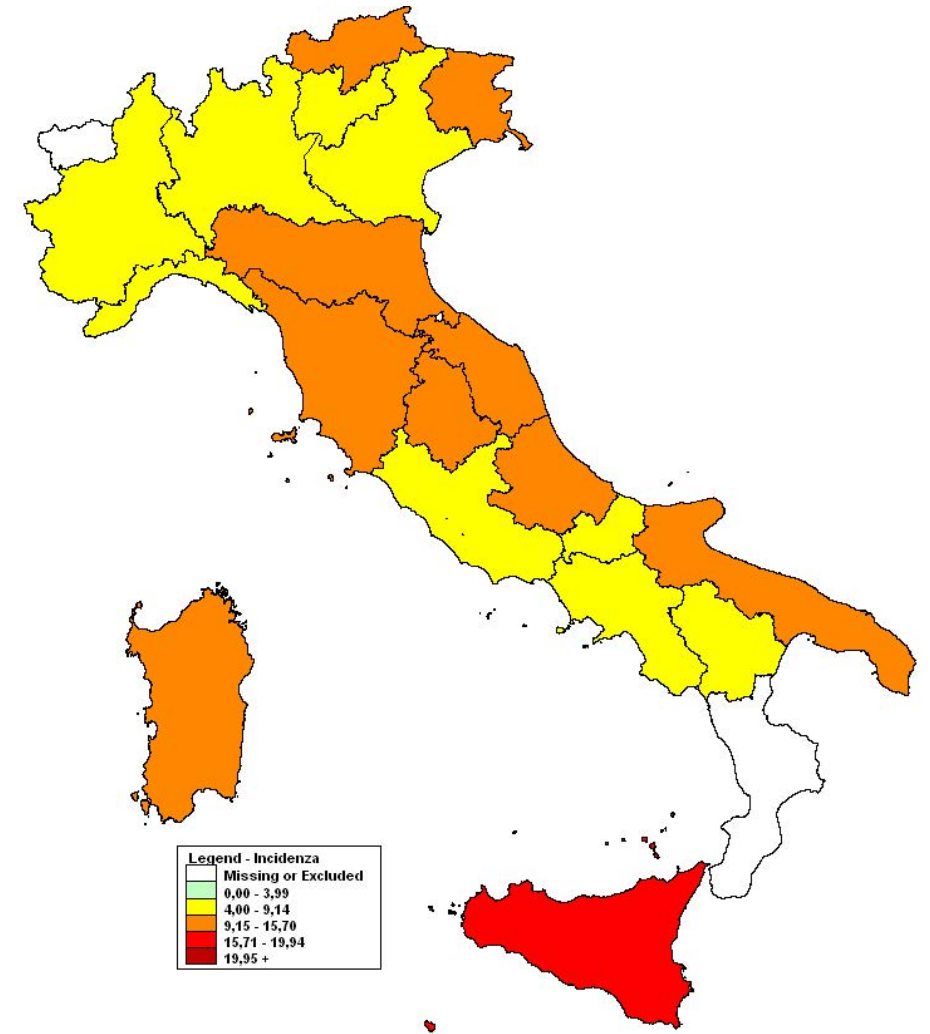 Legend - Incidenza
Missing or Excluded
0,00 - 3,99
4,00 - 9,14
9,15 - 15,70
15,71 - 19,94
19,95 +